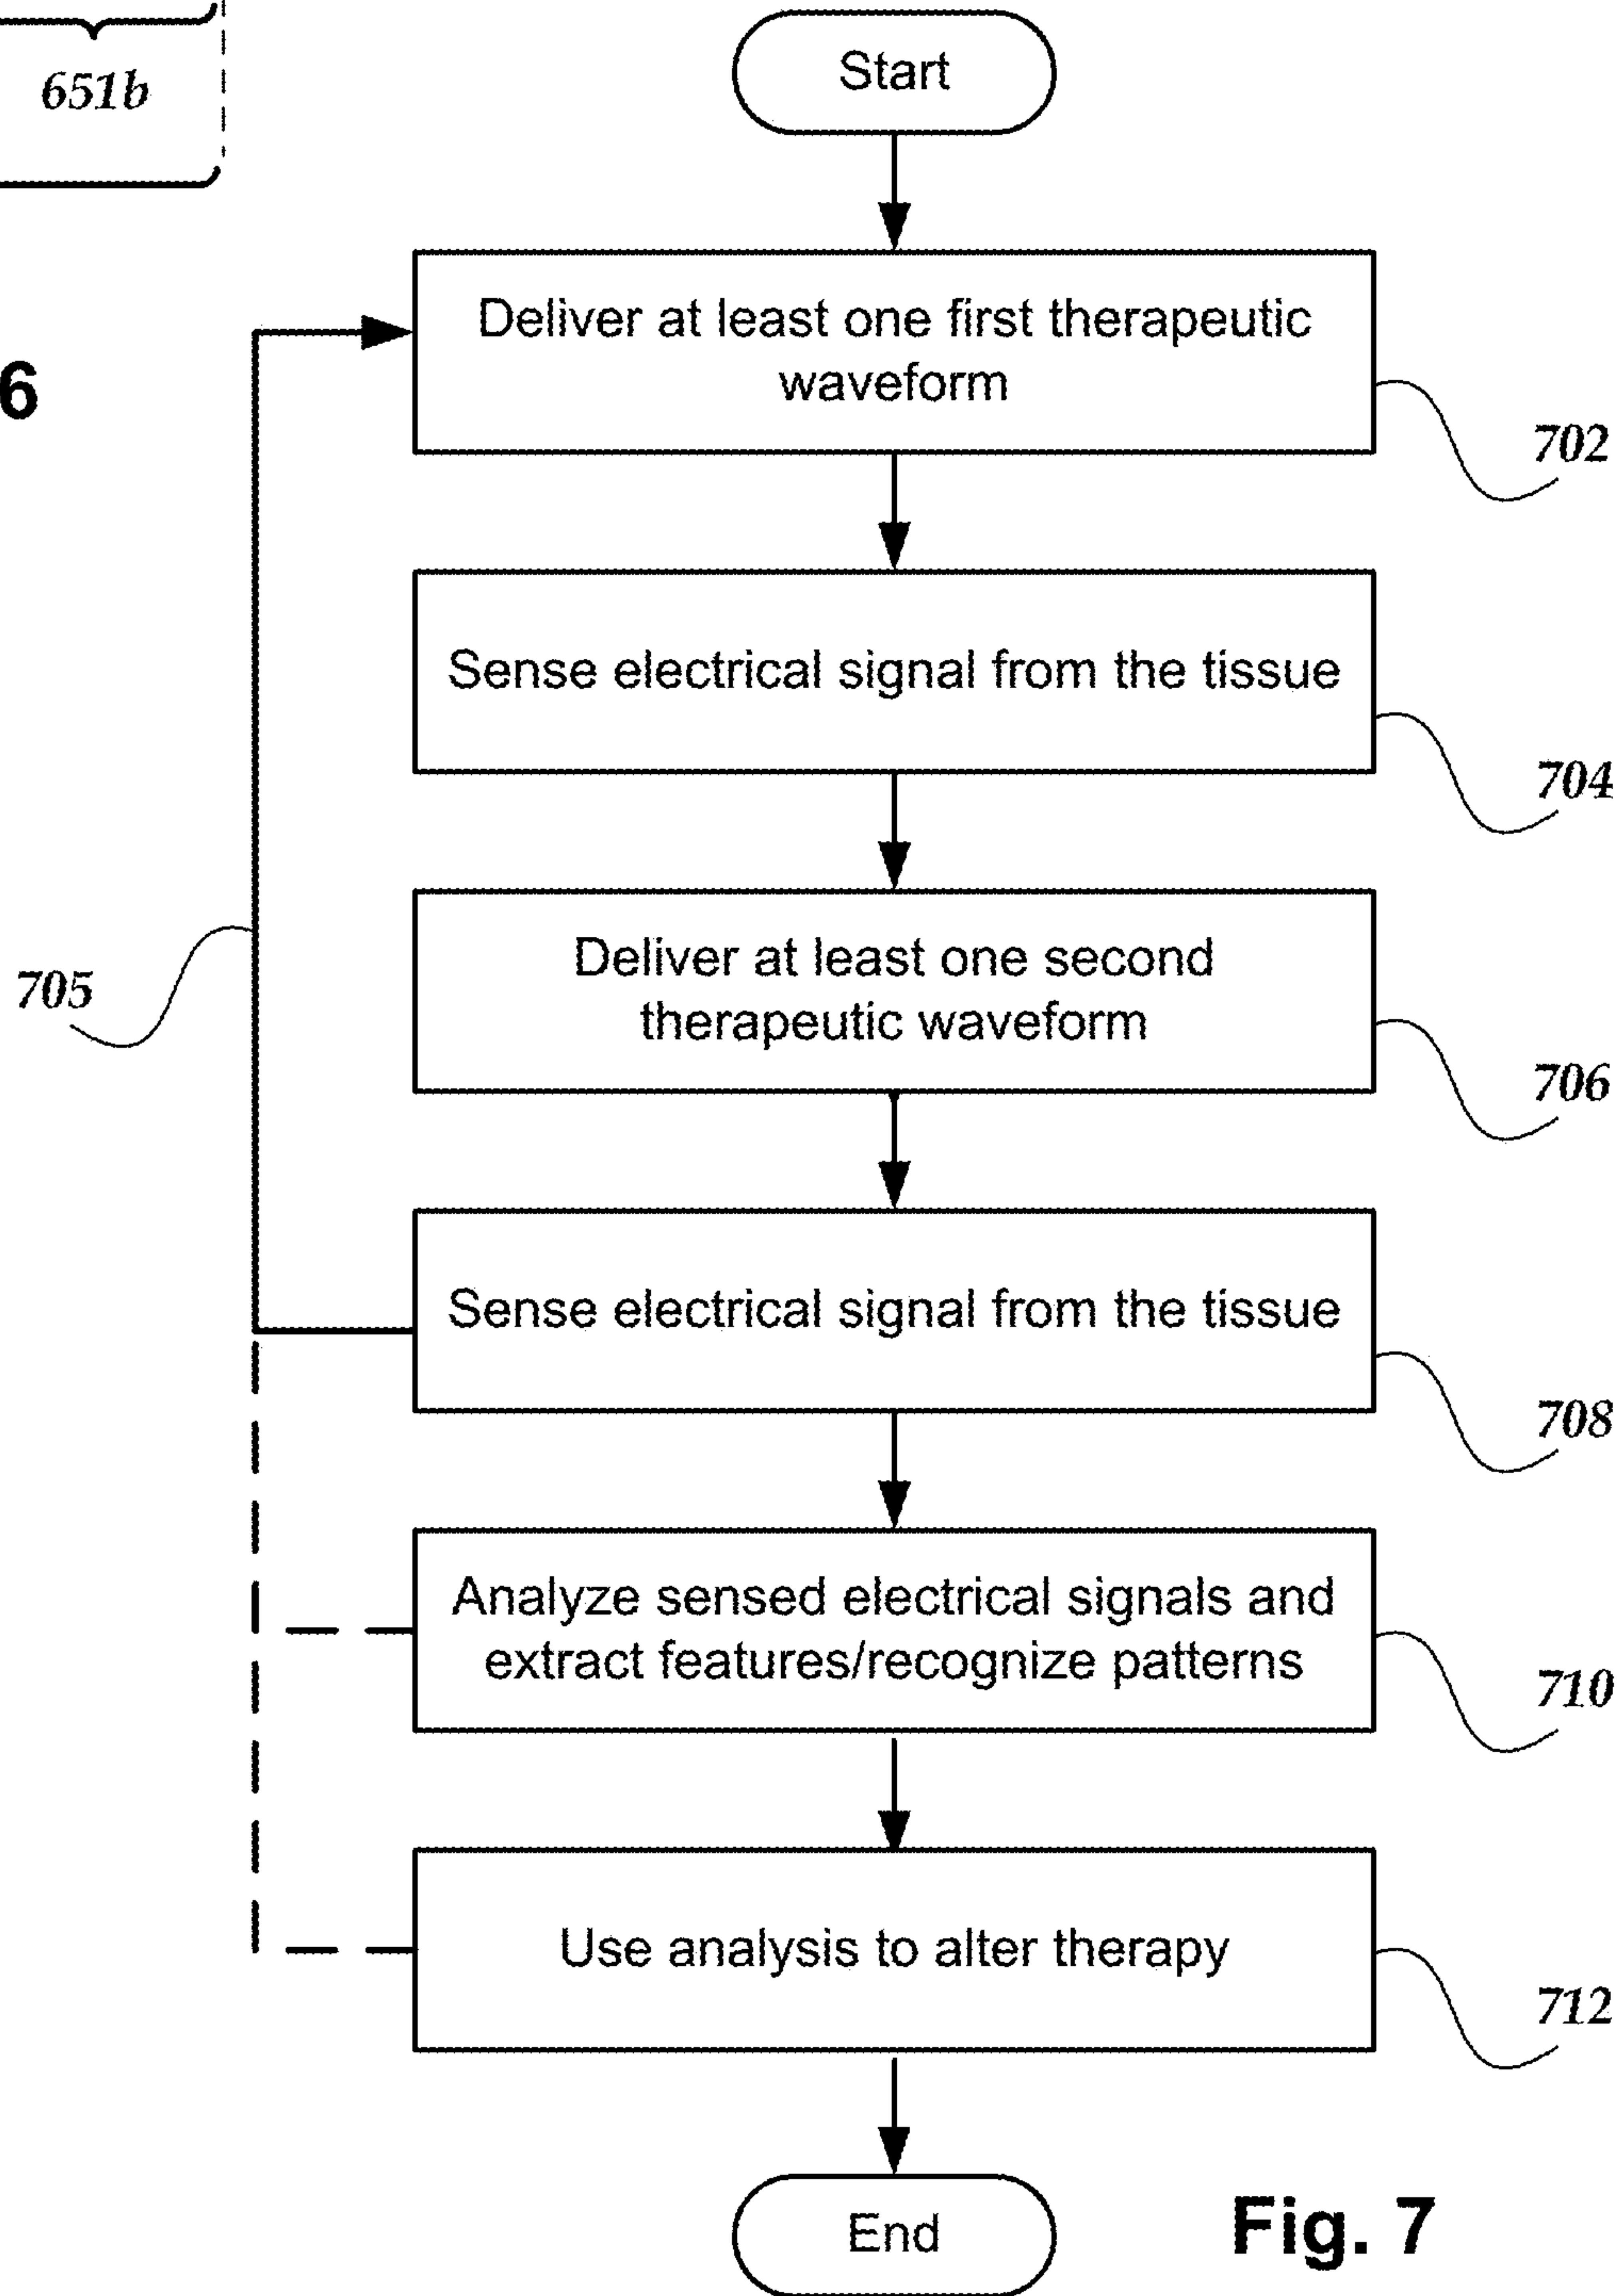 651b
6
Start
Deliver at least one first therapeutic
waveform
702
Sense electrical signal from the tissue
704
705
Deliver at least one second
therapeutic waveform
706
Sense electrical signal from the tissue
708
Analyze sensed electrical signals and
extract features/recognize patterns
710
Use analysis to alter therapy
712
End
Fig. 7